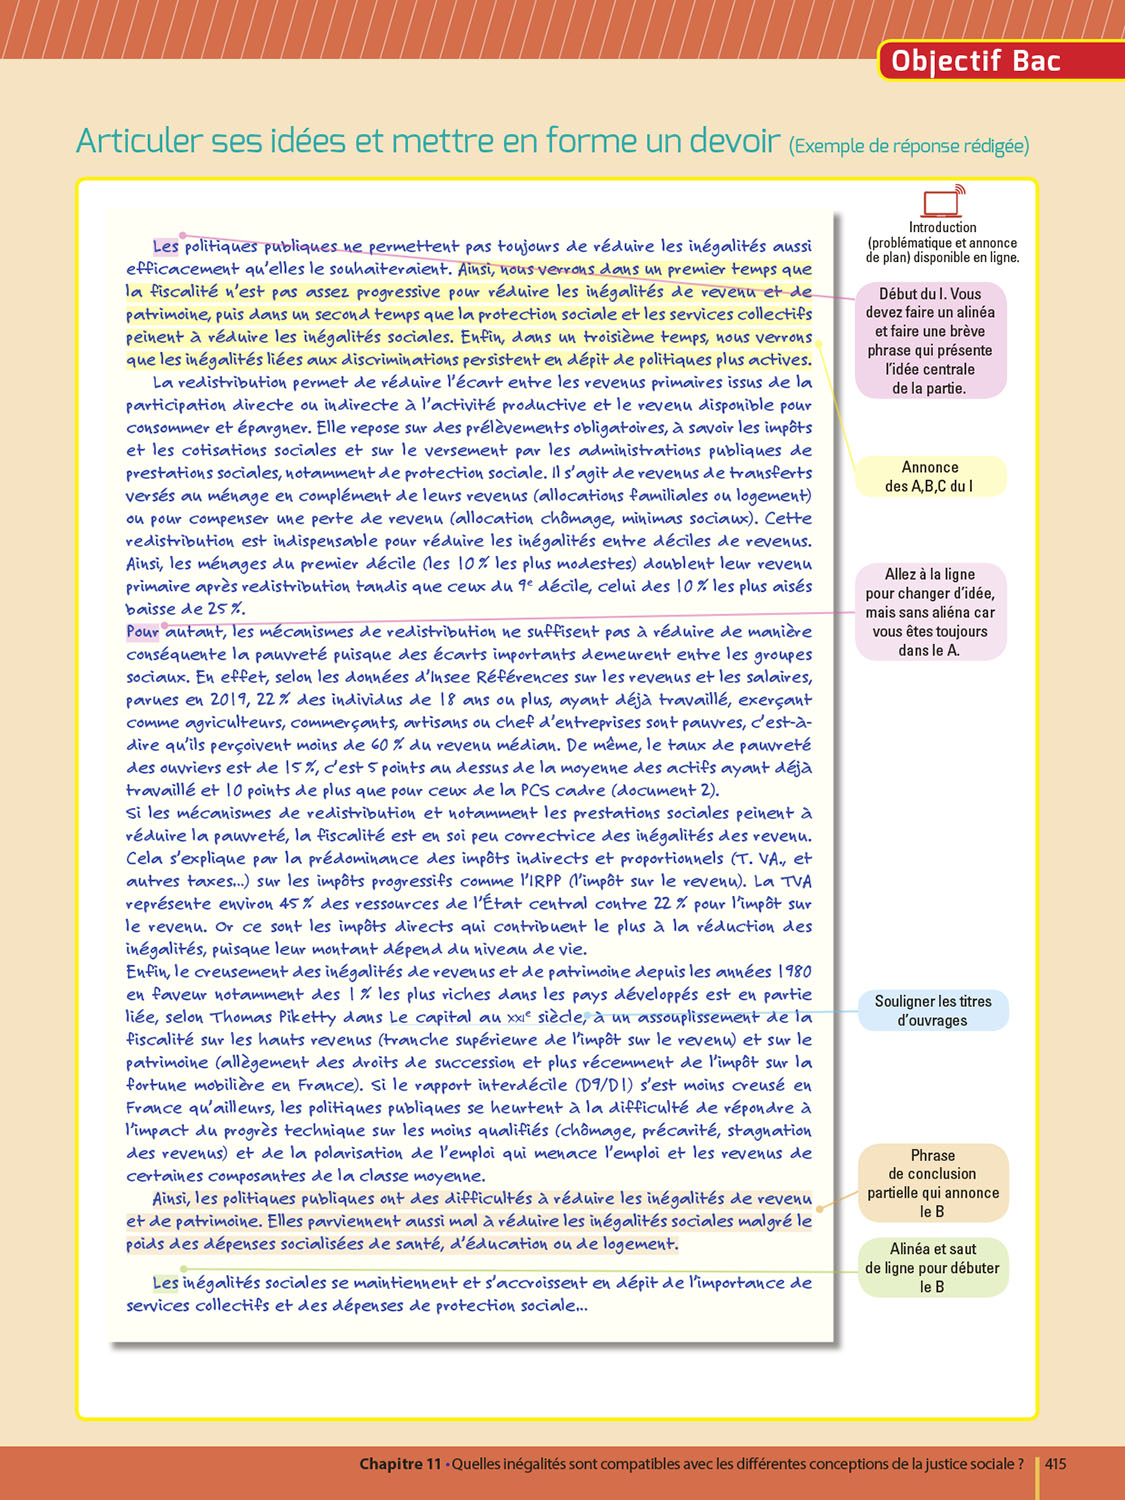 Objectif Bac
Articuler ses idées et mettre en forme un devoir (Exemple de réponse rédigée)
Les politiques publiques ne permettent pas toujours de réduire les inégalités aussi
efficacement qu'elles le souhaiteraient. Ainsi, nous verrons dans un premier temps que
la fiscalité n'est pas assez progressive pour réduire les inégalités de revenu et de
patrimoine, puis dans un second temps que la protection sociale et les services collectifs
peinent à réduire les inégalités sociales. Enfin, dans un troisième temps, nous verrons
que les inégalités liées aux discriminations persistent en dépit de politiques plus actives.
La redistribution permet de réduire l'écart entre les revenus primaires issus de la
participation directe ou indirecte à l'activité productive et le revenu disponible pour
consommer et épargner. Elle repose sur des prélèvements obligatoires, à savoir les impôts
et les cotisations sociales et sur le versement par les administrations publiques de
prestations sociales, notamment de protection sociale. Il s'agit de revenus de transferts
versés au ménage en complément de leurs revenus (allocations familiales ou logement)
ou pour compenser une perte de revenu (allocation chômage, minimas sociaux). Cette
redistribution est indispensable pour réduire les inégalités entre déciles de revenus.
Ainsi, les ménages du premier décile (les 10 % les plus modestes) doublent leur revenu
primaire après redistribution tandis que ceux du 9e décile, celui des 10 % les plus aisés
baisse de 25 %.
Pour autant, les mécanismes de redistribution ne suffisent pas à réduire de manière
conséquente la pauvreté puisque des écarts importants demeurent entre les groupes
sociaux. En effet, selon les données d'Insee Références sur les revenus et les salaires,
parues en 2019, 22 % des individus de 18 ans ou plus, ayant déjà travaillé, exerçant
comme agriculteurs, commerçants, artisans ou chef d'entreprises sont pauvres, c'est-à-
dire qu'ils perçoivent moins de 60 % du revenu médian. De même, le taux de pauvreté
des ouvriers est de 15 %, c'est 5 points au dessus de la moyenne des actifs ayant déjà
travaillé et 10 points de plus que pour ceux de la PCS cadre (document 2).
Si les mécanismes de redistribution et notamment les prestations sociales peinent à
réduire la pauvreté, la fiscalité est en soi peu correctrice des inégalités des revenu.
Cela s'explique par la prédominance des impôts indirects et proportionnels (T. VA., et
autres taxes...) sur les impôts progressifs comme l'IRPP (l'impôt sur le revenu). La TVA
représente environ 45 % des ressources de l'État central contre 22 % pour l'impôt sur
le revenu. Or ce sont les impôts directs qui contribuent le plus à la réduction des
inégalités, puisque leur montant dépend du niveau de vie.
Enfin, le creusement des inégalités de revenus et de patrimoine depuis les années 1980
en faveur notamment des 1 % les plus riches dans les pays développés est en partie
liée, selon Thomas Piketty dans Le capital au XXIe siècle, à un assouplissement de la
fiscalité sur les hauts revenus (tranche supérieure de l'impôt sur le revenu) et sur le
patrimoine (allègement des droits de succession et plus récemment de l'impôt sur la
fortune mobilière en France). Si le rapport interdécile (D9/D1) s'est moins creusé en
France qu'ailleurs, les politiques publiques se heurtent à la difficulté de répondre à
l'impact du progrès technique sur les moins qualifiés (chômage, précarité, stagnation
des revenus) et de la polarisation de l'emploi qui menace l'emploi et les revenus de
certaines composantes de la classe moyenne.
Ainsi, les politiques publiques ont des difficultés à réduire les inégalités de revenu
et de patrimoine. Elles parviennent aussi mal à réduire les inégalités sociales malgré le
poids des dépenses socialisées de santé, d'éducation ou de logement.
Les inégalités sociales se maintiennent et s'accroissent en dépit de l'importance de
services collectifs et des dépenses de protection sociale...
Introduction
(problématique et annonce
de plan) disponible en ligne.
Début du I. Vous
devez faire un alinéa
et faire une brève
phrase qui présente
l'idée centrale
de la partie.
Annonce
des A,B,C du I
Allez à la ligne
pour changer d'idée,
mais sans aliéna car
vous êtes toujours
dans le A.
Souligner les titres
d'ouvrages
Phrase
de conclusion
partielle qui annonce
le B
Alinéa et saut
de ligne pour débuter
le B
Chapitre 11 • Quelles inégalités sont compatibles avec les différentes conceptions de la justice sociale ? 415